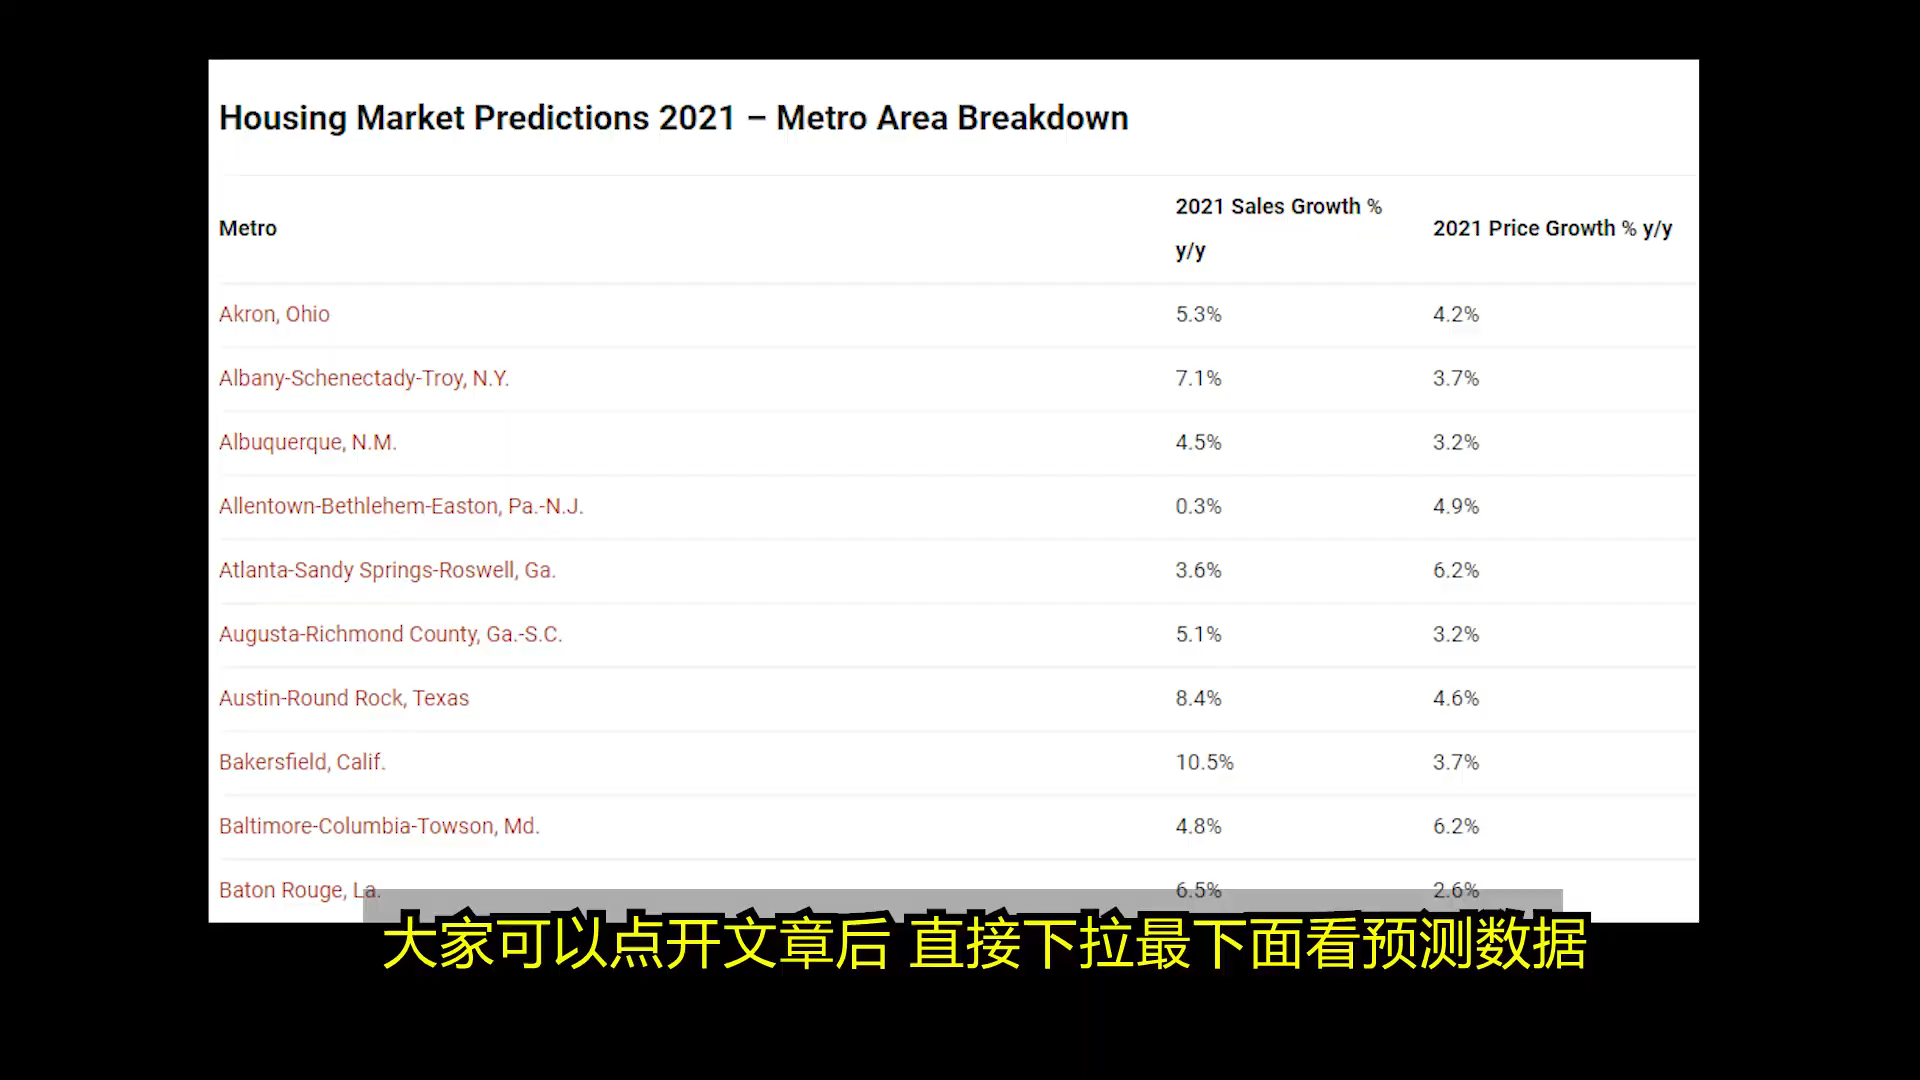 Housing Market Predictions 2021 – Metro Area Breakdown
Metro
2021 Sales Growth %
y/y
2021 Price Growth % y/y
Akron, Ohio 5.3% 4.2%
Albany-Schenectady-Troy, N.Y. 7.1% 3.7%
Albuquerque, N.M. 4.5% 3.2%
Allentown-Bethlehem-Easton, Pa.-N.J. 0.3% 4.9%
Atlanta-Sandy Springs-Roswell, Ga. 3.6% 6.2%
Augusta-Richmond County, Ga.-S.C. 5.1% 3.2%
Austin-Round Rock, Texas 8.4% 4.6%
Bakersfield, Calif. 10.5% 3.7%
Baltimore-Columbia-Towson, Md. 4.8% 6.2%
Baton Rouge, La. 6.5% 2.6%
大家可以点开文章后 直接下拉最下面看预测数据